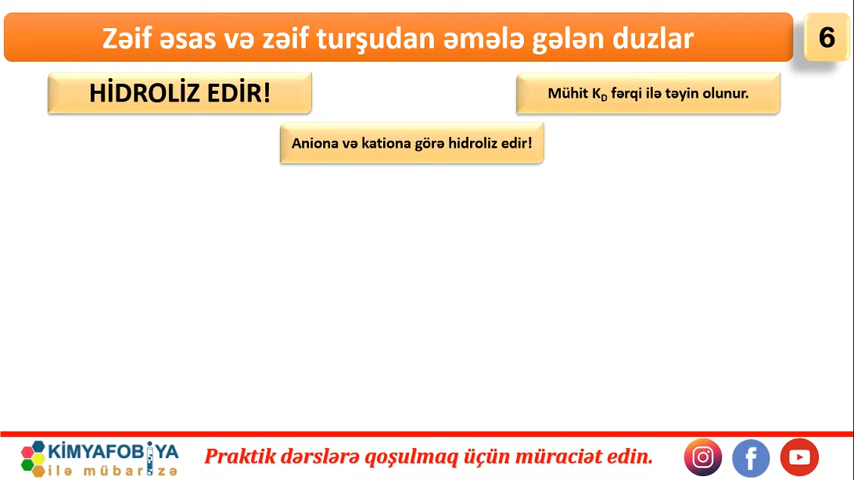 Zəif əsas və zəif turşudan əmələ gələn duzlar
6
HİDROLİZ EDİR!
Mühit KD fərqi ilə təyin olunur.
Aniona və kationa görə hidroliz edir!
KİMYAFOBİYA
ilə mübarizə
Praktik dərslərə qoşulmaq üçün müraciət edin.